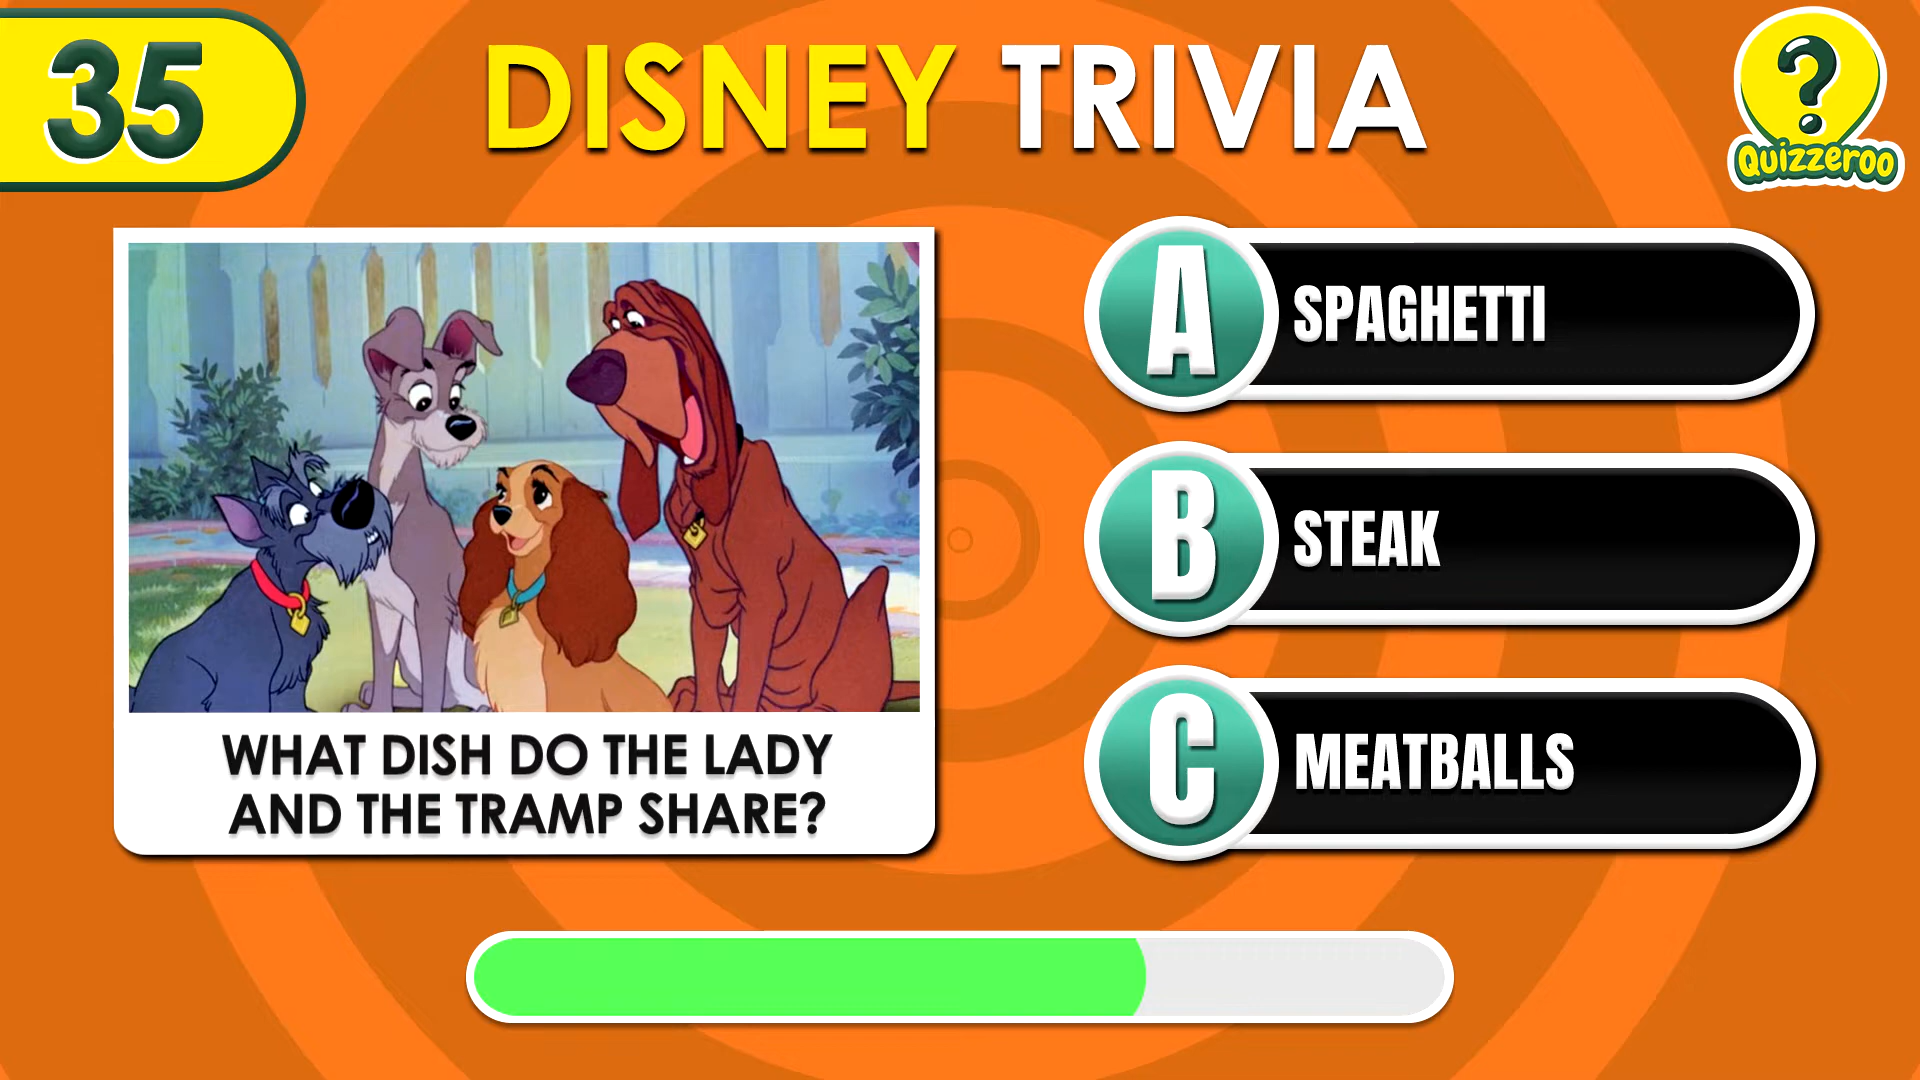 35
DISNEY TRIVIA
?
Quizzeroo
A SPAGHETTI
B STEAK
C MEATBALLS
WHAT DISH DO THE LADY
AND THE TRAMP SHARE?